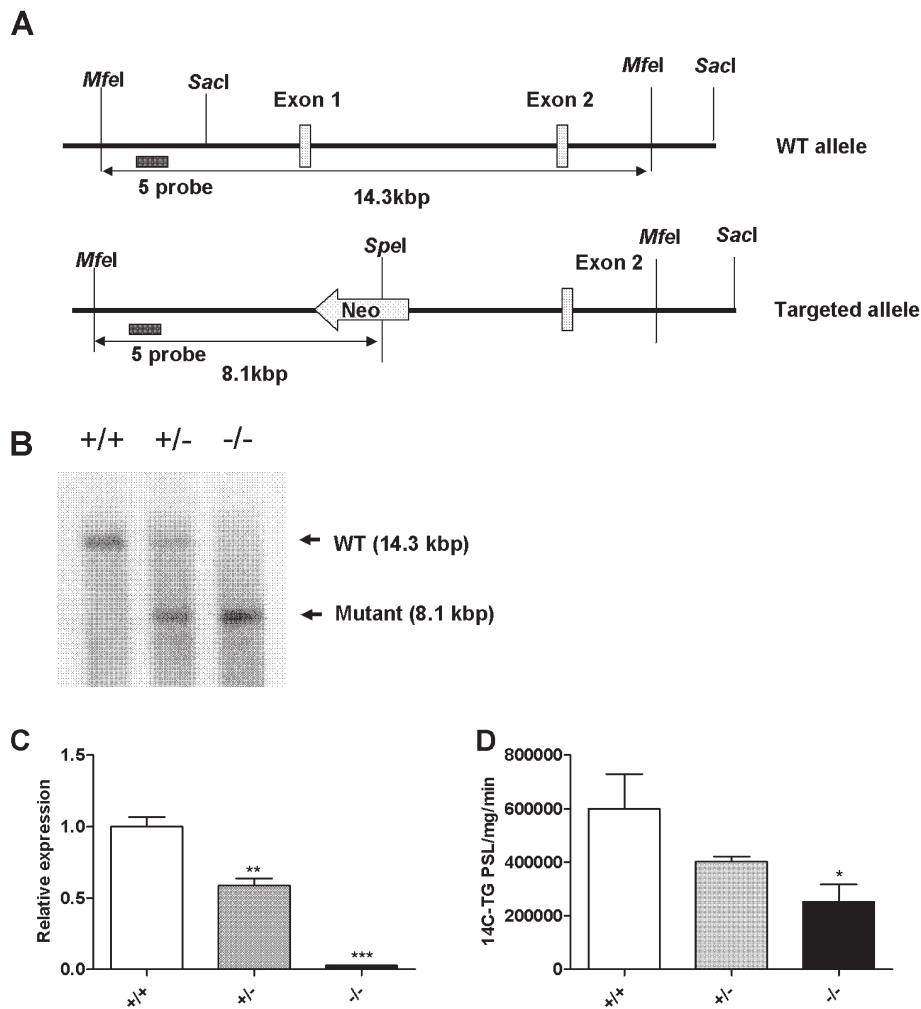 A
MfeI
SacI
Exon 1
Exon 2
MfeI
SacI
WT allele
5 probe
14.3kbp
MfeI
SpeI
Exon 2
MfeI
SacI
Neo
Targeted allele
5 probe
8.1kbp
B
+/+ +/- -/-
WT (14.3 kbp)
Mutant (8.1 kbp)
C
Relative expression
1.5
1.0
0.5
0.0
**
***
+/+ +/- -/-
D
14C-TG PSL/mg/min
800000
600000
400000
200000
0
*
+/+ +/- -/-